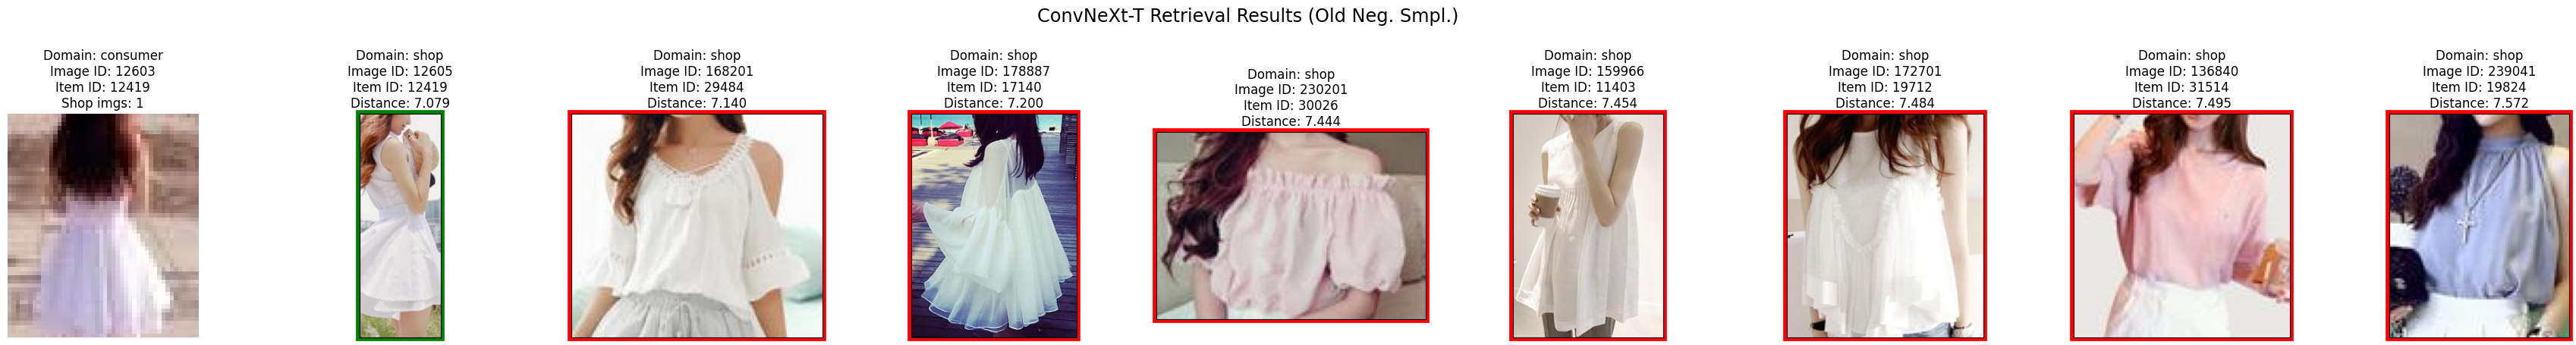 ConvNeXt-T Retrieval Results (Old Neg. Smpl.)
Domain: consumer
Image ID: 12603
Item ID: 12419
Shop imgs: 1
Domain: shop
Image ID: 12605
Item ID: 12419
Distance: 7.079
Domain: shop
Image ID: 168201
Item ID: 29484
Distance: 7.140
Domain: shop
Image ID: 178887
Item ID: 17140
Distance: 7.200
Domain: shop
Image ID: 230201
Item ID: 30026
Distance: 7.444
Domain: shop
Image ID: 159966
Item ID: 11403
Distance: 7.454
Domain: shop
Image ID: 172701
Item ID: 19712
Distance: 7.484
Domain: shop
Image ID: 136840
Item ID: 31514
Distance: 7.495
Domain: shop
Image ID: 239041
Item ID: 19824
Distance: 7.572